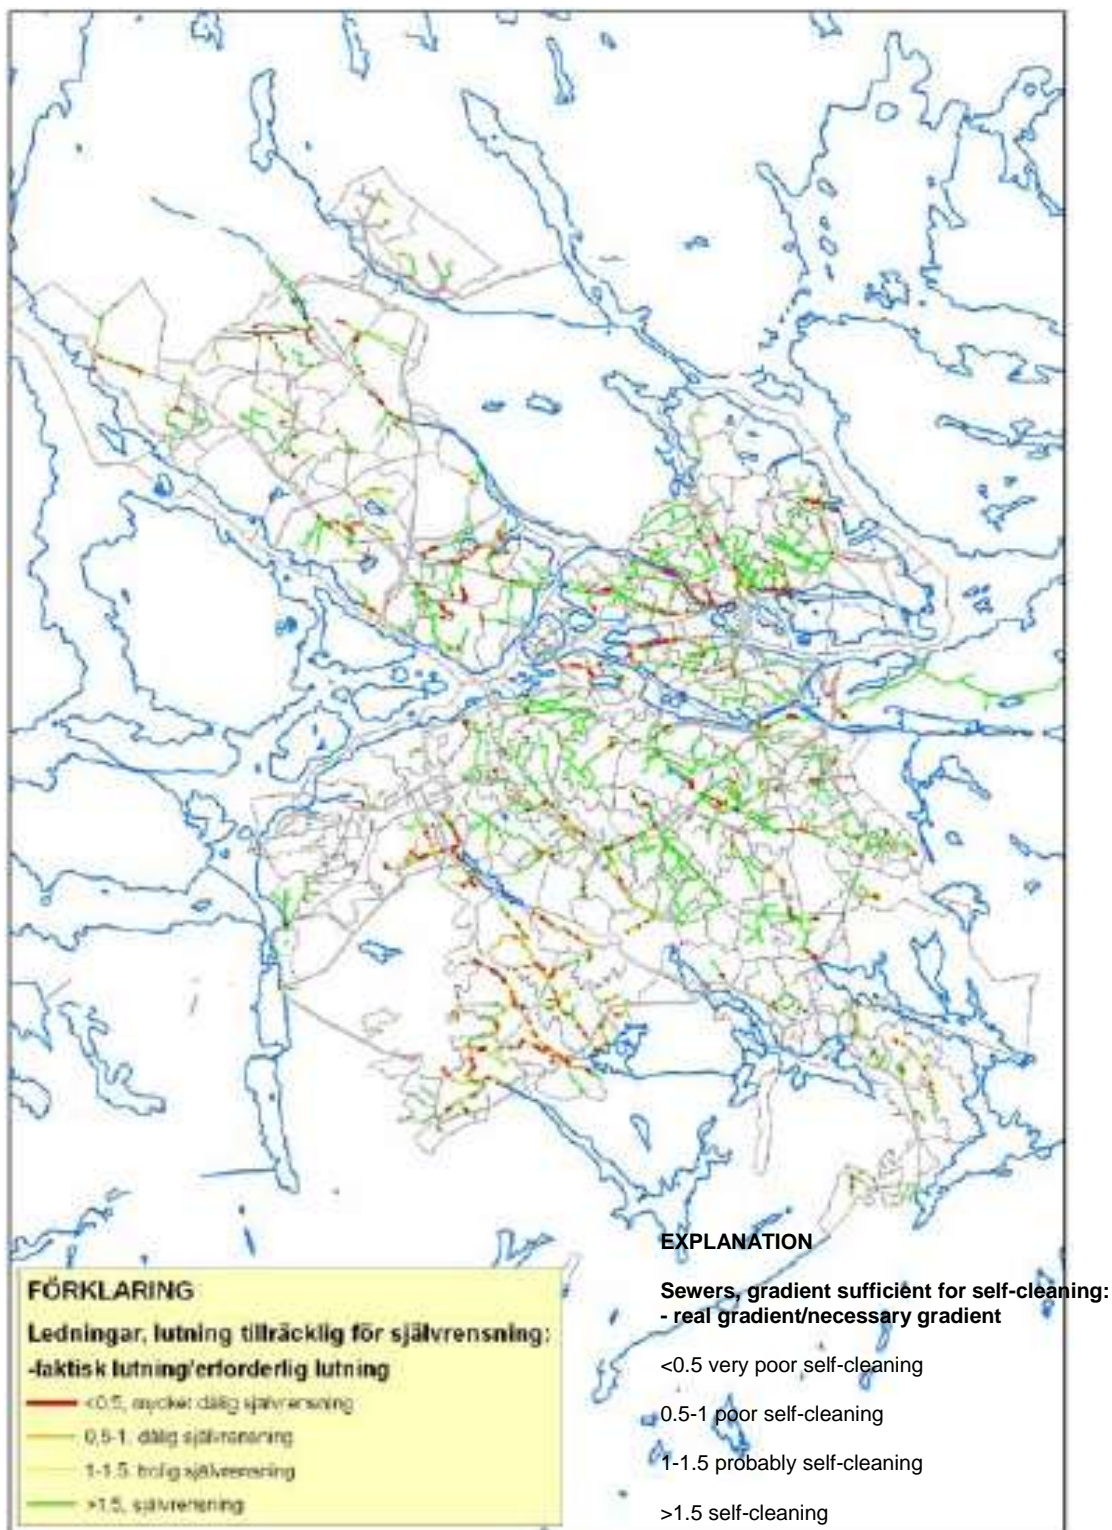 FÖRKLARING
Ledningar, lutning tillräcklig för självrensning:
-faktisk lutning/erforderlig lutning
<0.5, mycket dålig självrensning
0,5-1, dålig självrensning
1-1.5 trolig självrensning
>1.5, självrensning
EXPLANATION
Sewers, gradient sufficient for self-cleaning:
- real gradient/necessary gradient
<0.5 very poor self-cleaning
0.5-1 poor self-cleaning
1-1.5 probably self-cleaning
>1.5 self-cleaning